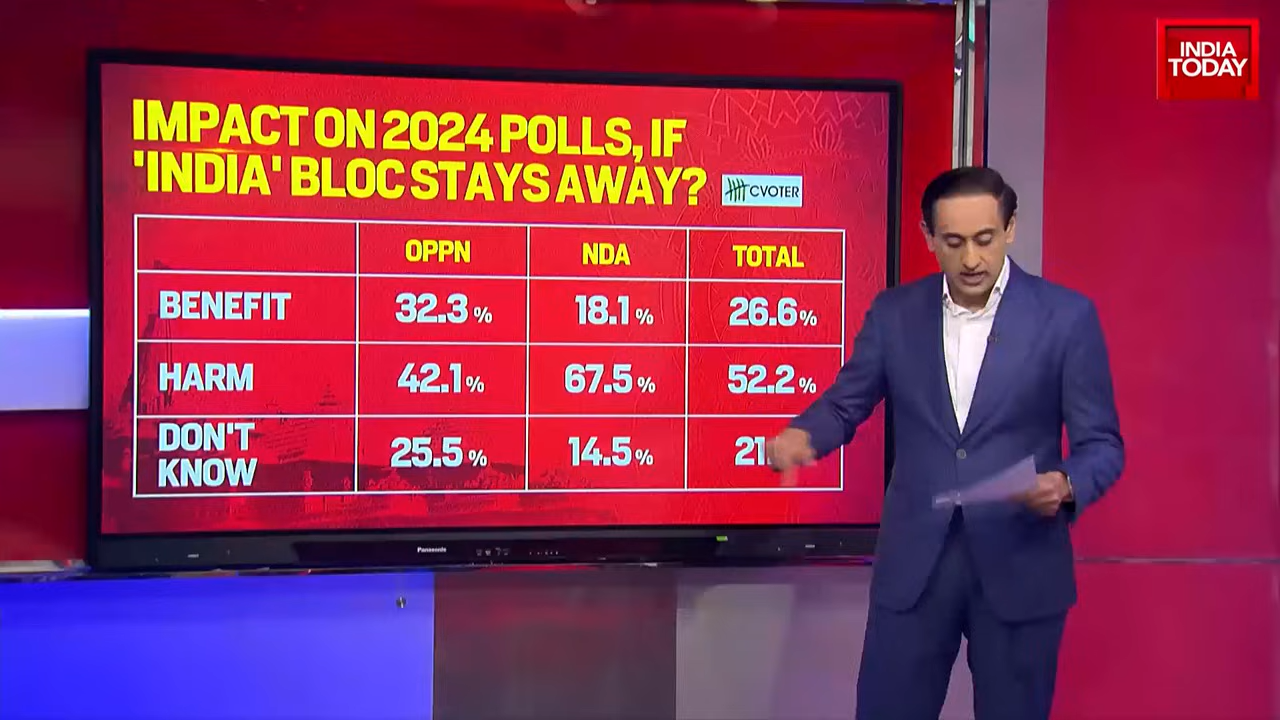 INDIA
TODAY
IMPACT ON 2024 POLLS, IF
'INDIA' BLOC STAYS AWAY?
CVOTER
OPPN NDA TOTAL
BENEFIT 32.3% 18.1% 26.6%
HARM 42.1% 67.5% 52.2%
DON'T
KNOW 25.5% 14.5% 21
Panasonic